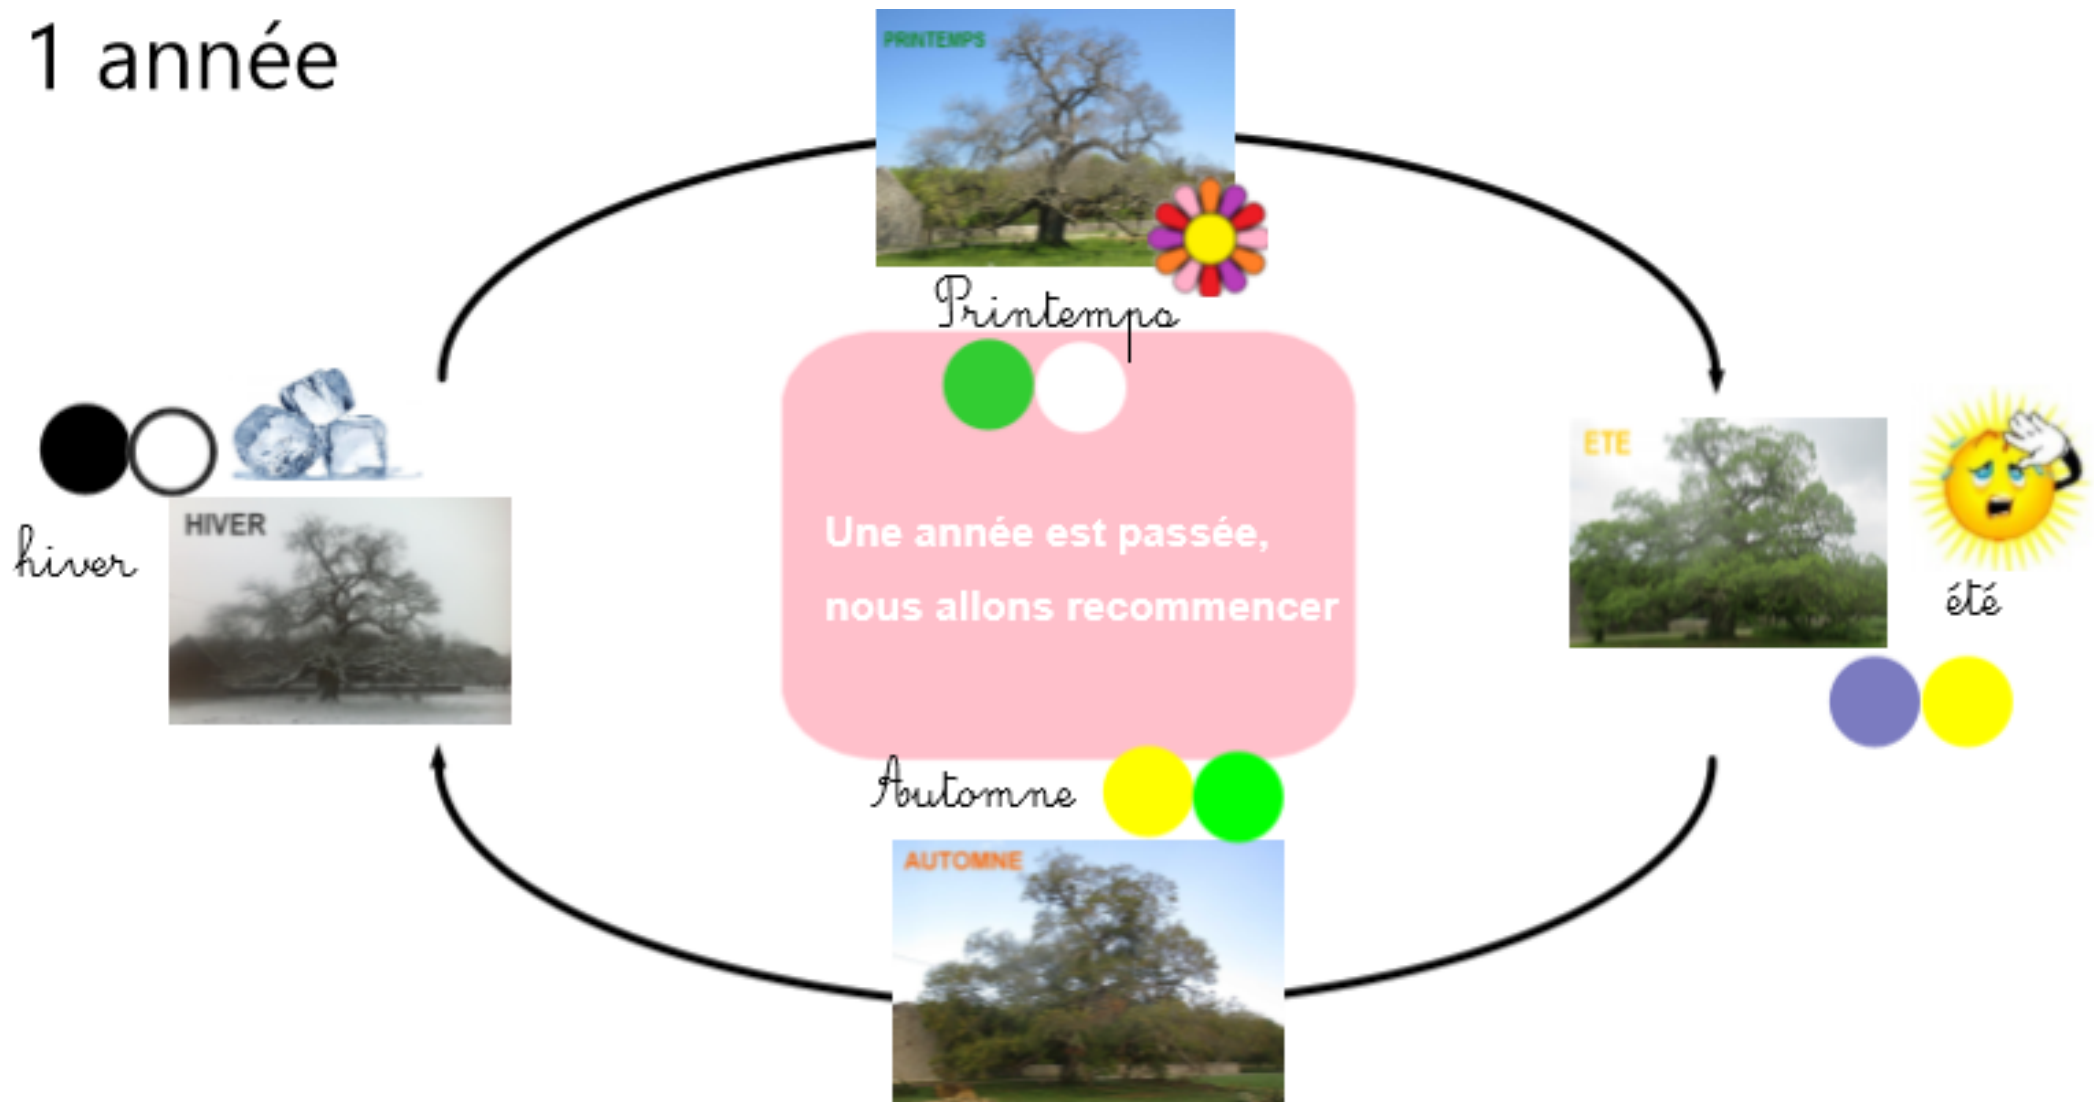 1 année
PRINTEMPS
Printemps
hiver
HIVER
Une année est passée,
nous allons recommencer
ETE
été
Automne
AUTOMNE